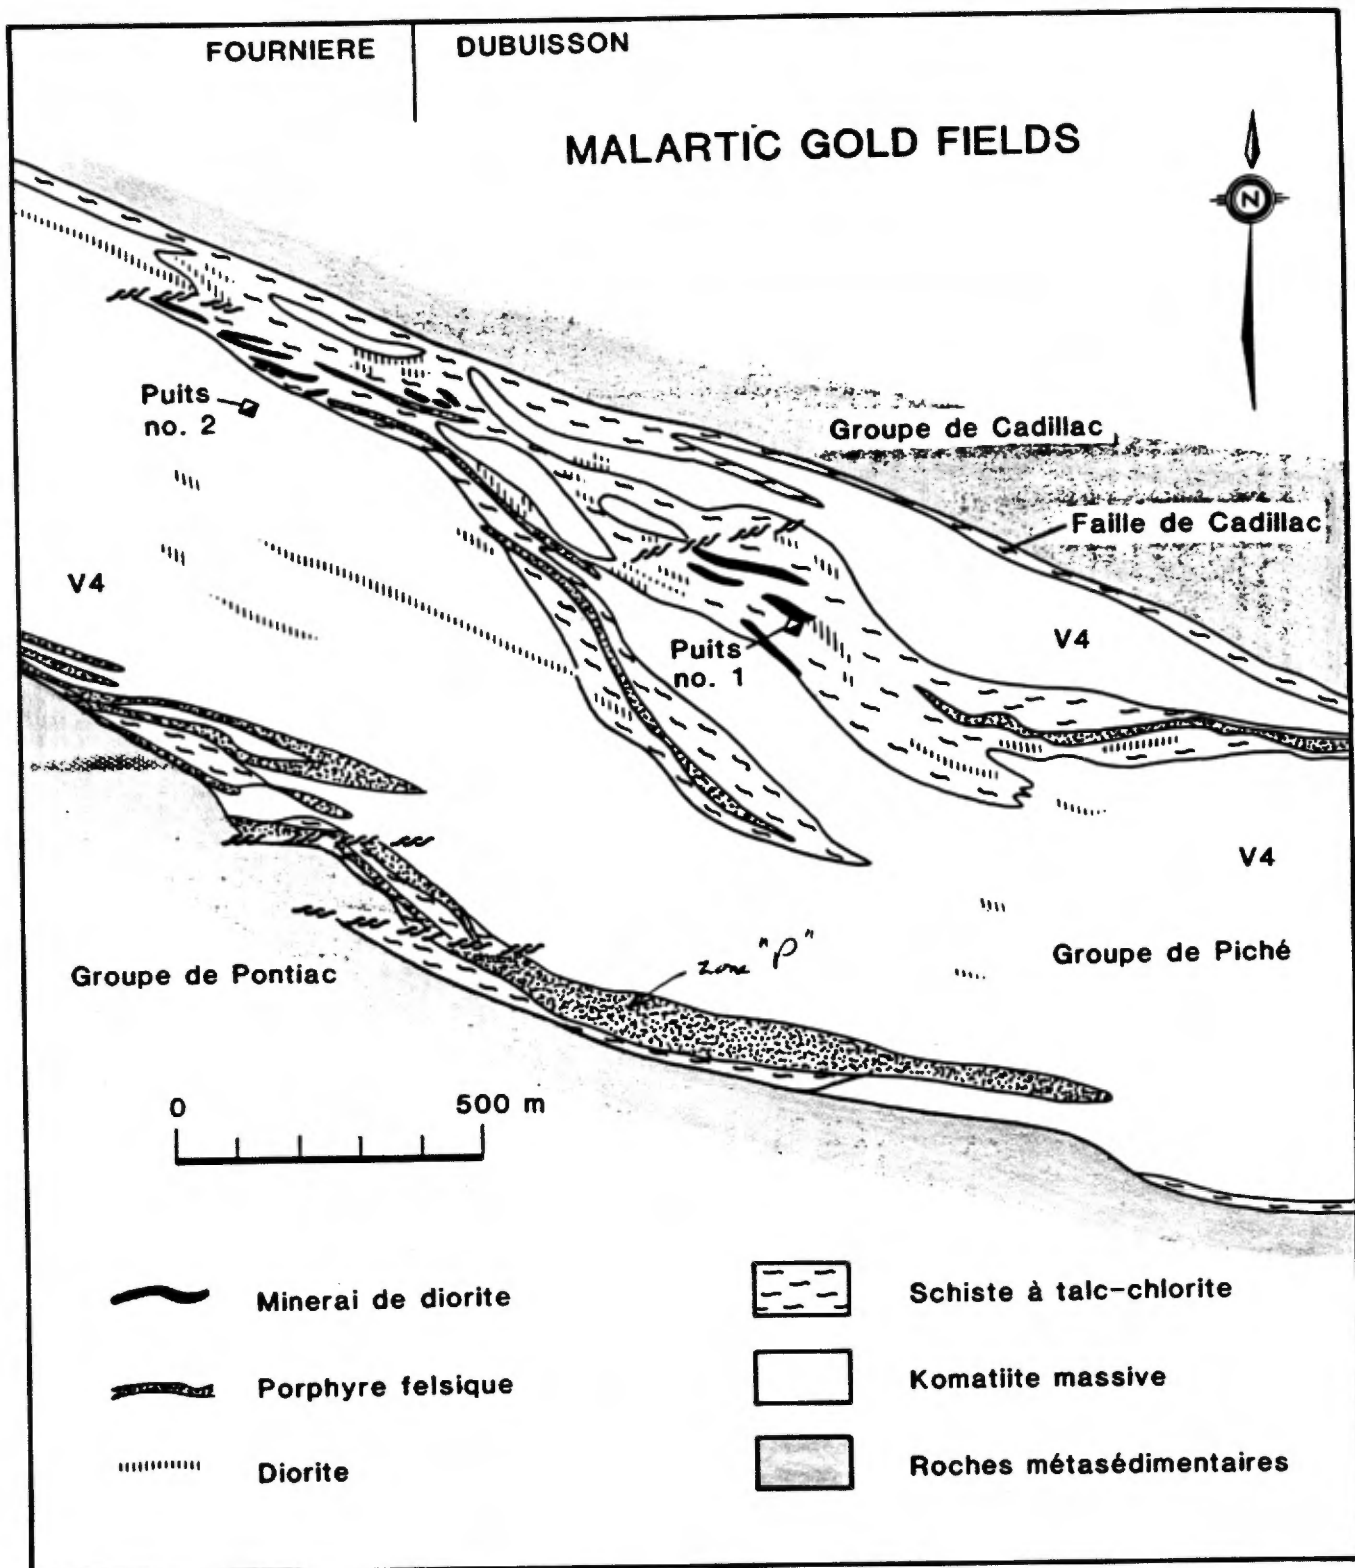 FOURNIERE
DUBUISSON
MALARTIC GOLD FIELDS
N
Puits
no. 2
Groupe de Cadillac
Faille de Cadillac
V4
V4
Puits
no. 1
V4
zone "P"
Groupe de Pontiac
Groupe de Piché
0
500 m
Minerai de diorite
Schiste à talc-chlorite
Porphyre felsique
Komatiite massive
Diorite
Roches métasédimentaires